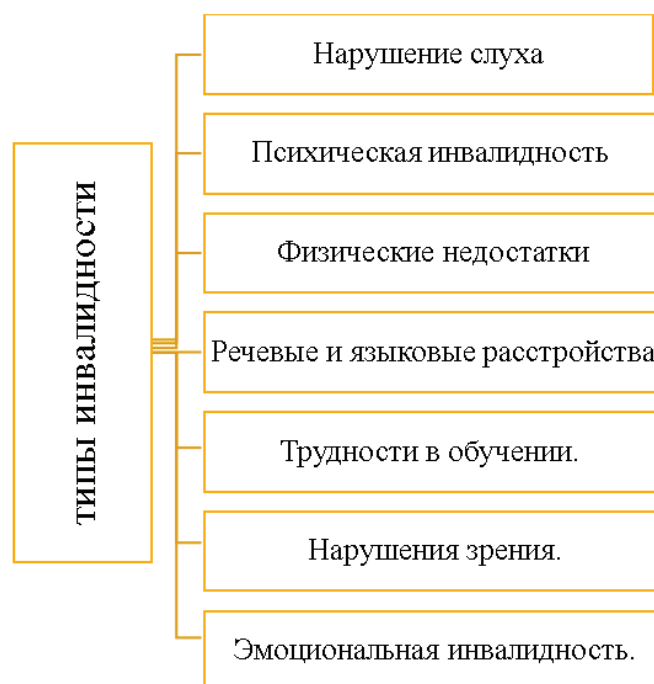 типы инвалидности
Нарушение слуха
Психическая инвалидность
Физические недостатки
Речевые и языковые расстройства
Трудности в обучении.
Нарушения зрения.
Эмоциональная инвалидность.